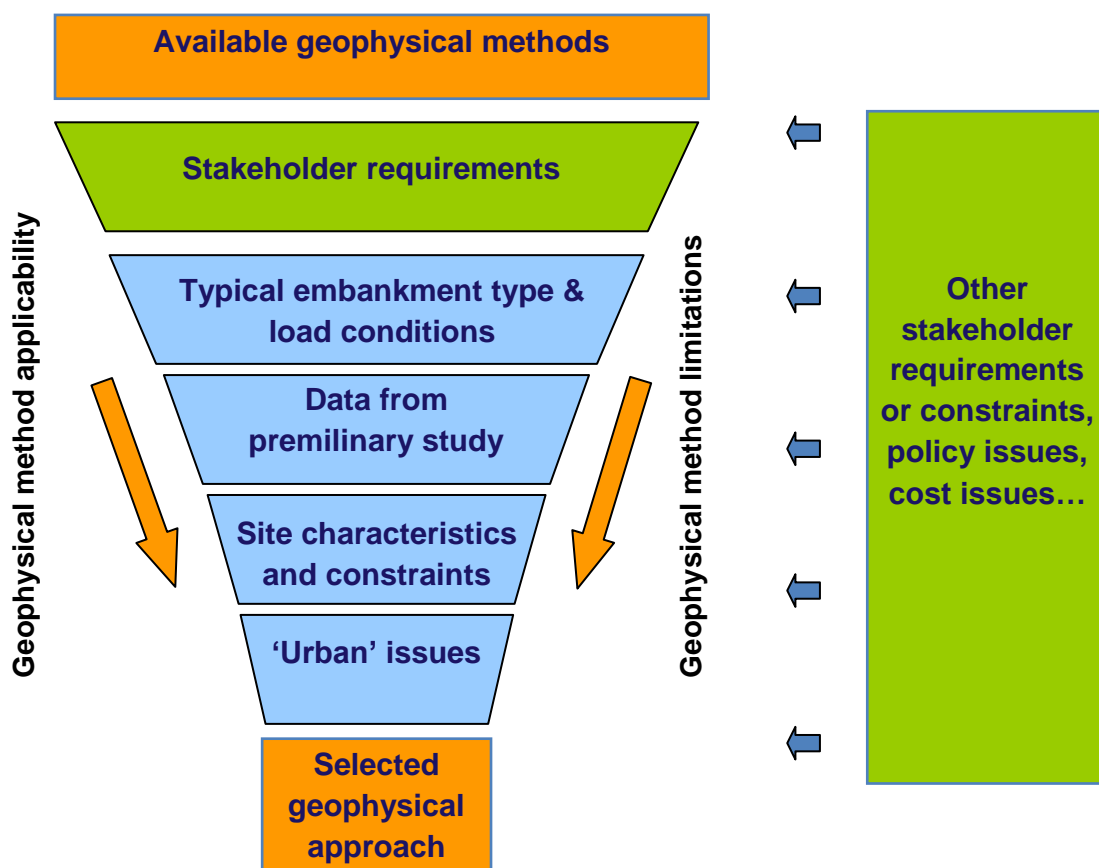 Available geophysical methods
Stakeholder requirements
Typical embankment type &
load conditions
Data from
premilinary study
Site characteristics
and constraints
‘Urban’ issues
Selected
geophysical
approach
Geophysical method applicability
Geophysical method limitations
Other
stakeholder
requirements
or constraints,
policy issues,
cost issues…